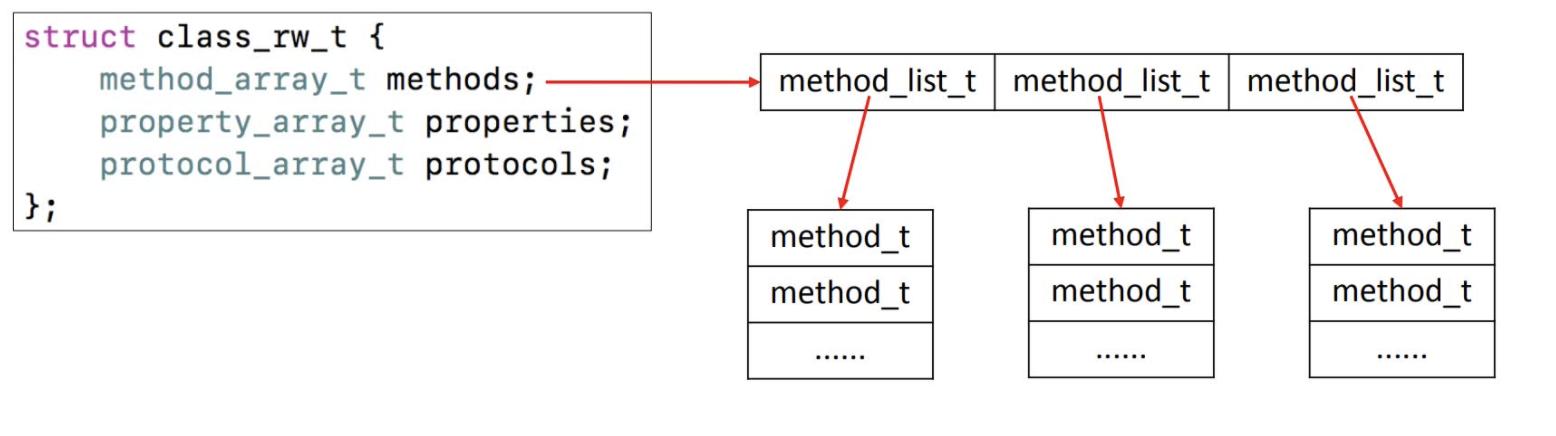 struct class_rw_t {
    method_array_t methods;
    property_array_t properties;
    protocol_array_t protocols;
};
method_list_t method_list_t method_list_t
method_t method_t method_t
method_t method_t method_t
...... ...... ......